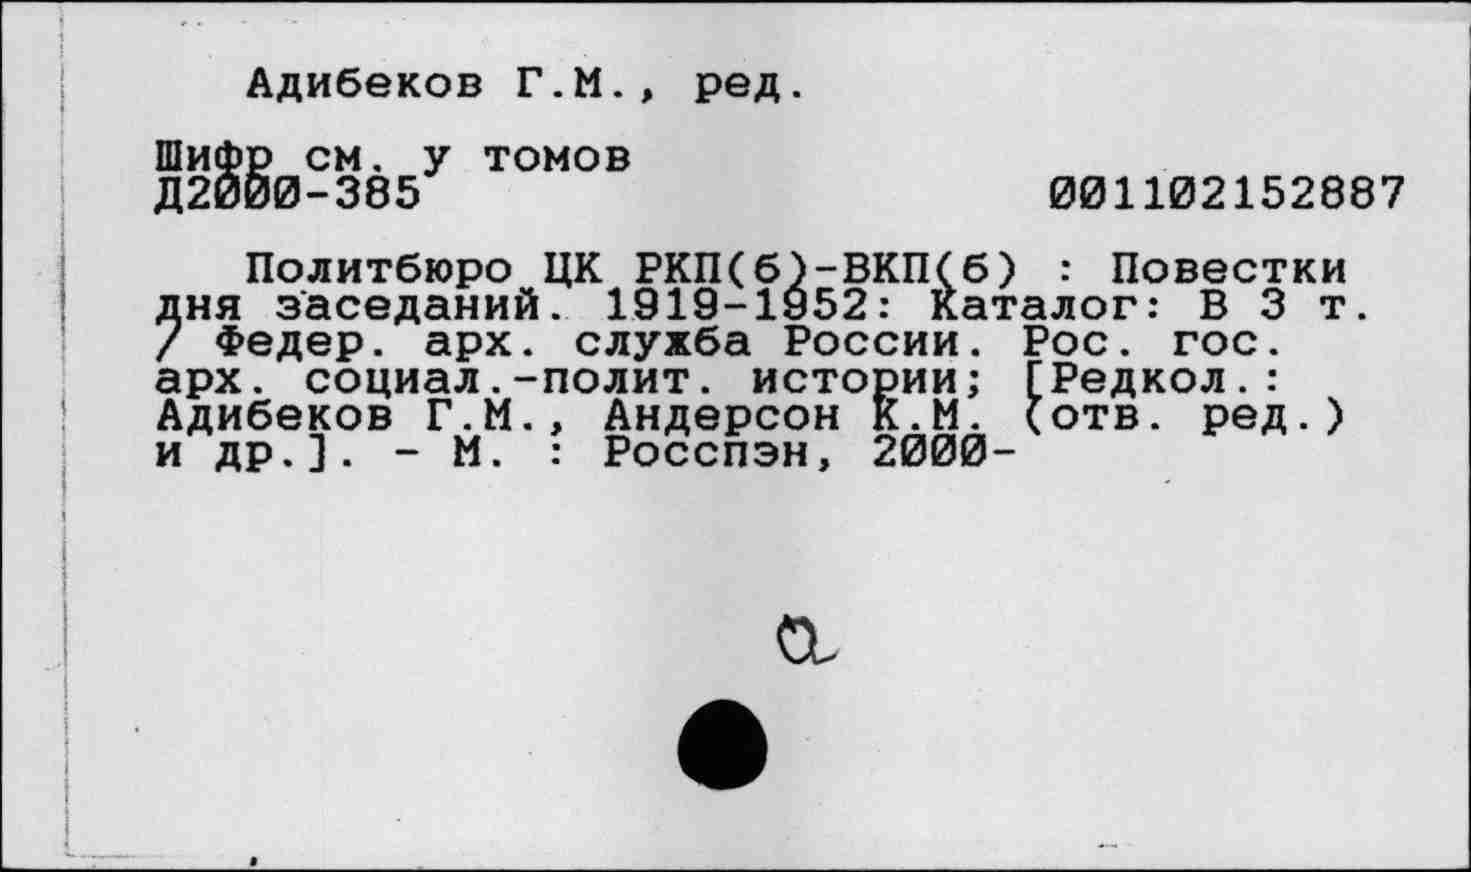 Адибеков Г.М., ред.
Шифр см. у томов
Д2000-385
001102152887
Политбюро ЦК РКП(б)-ВКП(б) : Повестки
дня заседаний. 1919-1952: Каталог: В 3 т.
/ Федер. арх. служба России. Рос. гос.
арх. социал.-полит. истории; [Редкол.:
Адибеков Г.М., Андерсон К.М. (отв. ред.)
и др.]. - М. : Росспэн, 2000-
а